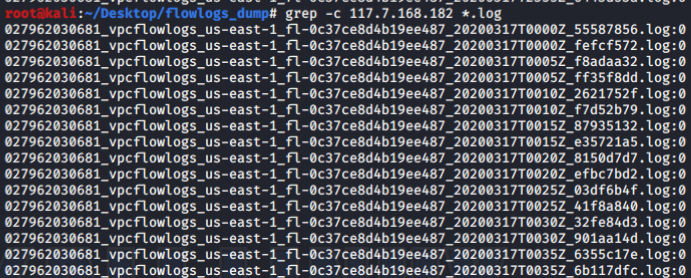 root@kali:~/Desktop/flowlogs_dump# grep -c 117.7.168.182 *.log
027962030681_vpcflowlogs_us-east-1_fl-0c37ce8d4b19ee487_20200317T0000Z_55587856.log:0
027962030681_vpcflowlogs_us-east-1_fl-0c37ce8d4b19ee487_20200317T0000Z_fefcf572.log:0
027962030681_vpcflowlogs_us-east-1_fl-0c37ce8d4b19ee487_20200317T0005Z_f8adaa32.log:0
027962030681_vpcflowlogs_us-east-1_fl-0c37ce8d4b19ee487_20200317T0005Z_ff35f8dd.log:0
027962030681_vpcflowlogs_us-east-1_fl-0c37ce8d4b19ee487_20200317T0010Z_2621752f.log:0
027962030681_vpcflowlogs_us-east-1_fl-0c37ce8d4b19ee487_20200317T0010Z_f7d52b79.log:0
027962030681_vpcflowlogs_us-east-1_fl-0c37ce8d4b19ee487_20200317T0015Z_87935132.log:0
027962030681_vpcflowlogs_us-east-1_fl-0c37ce8d4b19ee487_20200317T0015Z_e35721a5.log:0
027962030681_vpcflowlogs_us-east-1_fl-0c37ce8d4b19ee487_20200317T0020Z_8150d7d7.log:0
027962030681_vpcflowlogs_us-east-1_fl-0c37ce8d4b19ee487_20200317T0020Z_efbc7bd2.log:0
027962030681_vpcflowlogs_us-east-1_fl-0c37ce8d4b19ee487_20200317T0025Z_03df6b4f.log:0
027962030681_vpcflowlogs_us-east-1_fl-0c37ce8d4b19ee487_20200317T0025Z_41f8a840.log:0
027962030681_vpcflowlogs_us-east-1_fl-0c37ce8d4b19ee487_20200317T0030Z_32fe84d3.log:0
027962030681_vpcflowlogs_us-east-1_fl-0c37ce8d4b19ee487_20200317T0030Z_901aa14d.log:0
027962030681_vpcflowlogs_us-east-1_fl-0c37ce8d4b19ee487_20200317T0035Z_6355c17e.log:0
027962030681_vpcflowlogs_us-east-1_fl-0c37ce8d4b19ee487_20200317T0035Z_6b117dfc.log:0